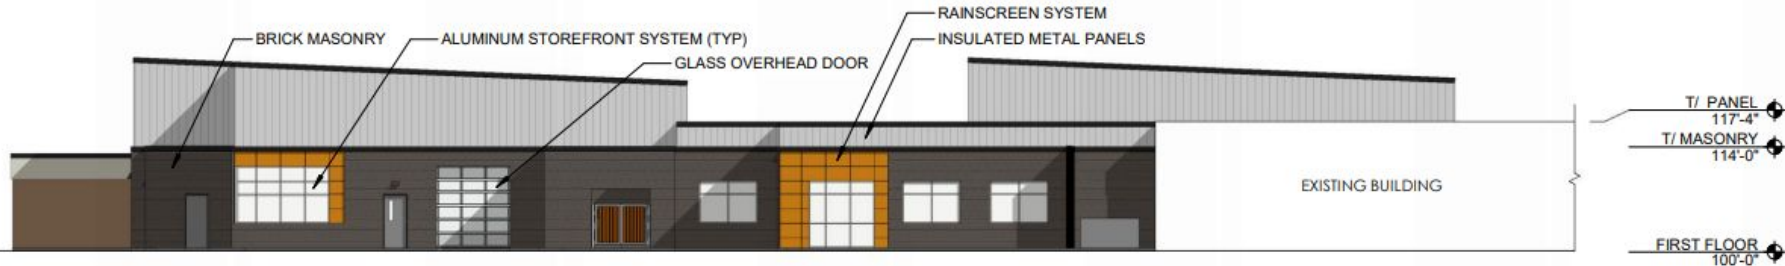 RAINSCREEN SYSTEM
BRICK MASONRY
ALUMINUM STOREFRONT SYSTEM (TYP)
INSULATED METAL PANELS
GLASS OVERHEAD DOOR
T/ PANEL
117'-4"
T/ MASONRY
114'-0"
EXISTING BUILDING
FIRST FLOOR
100'-0"